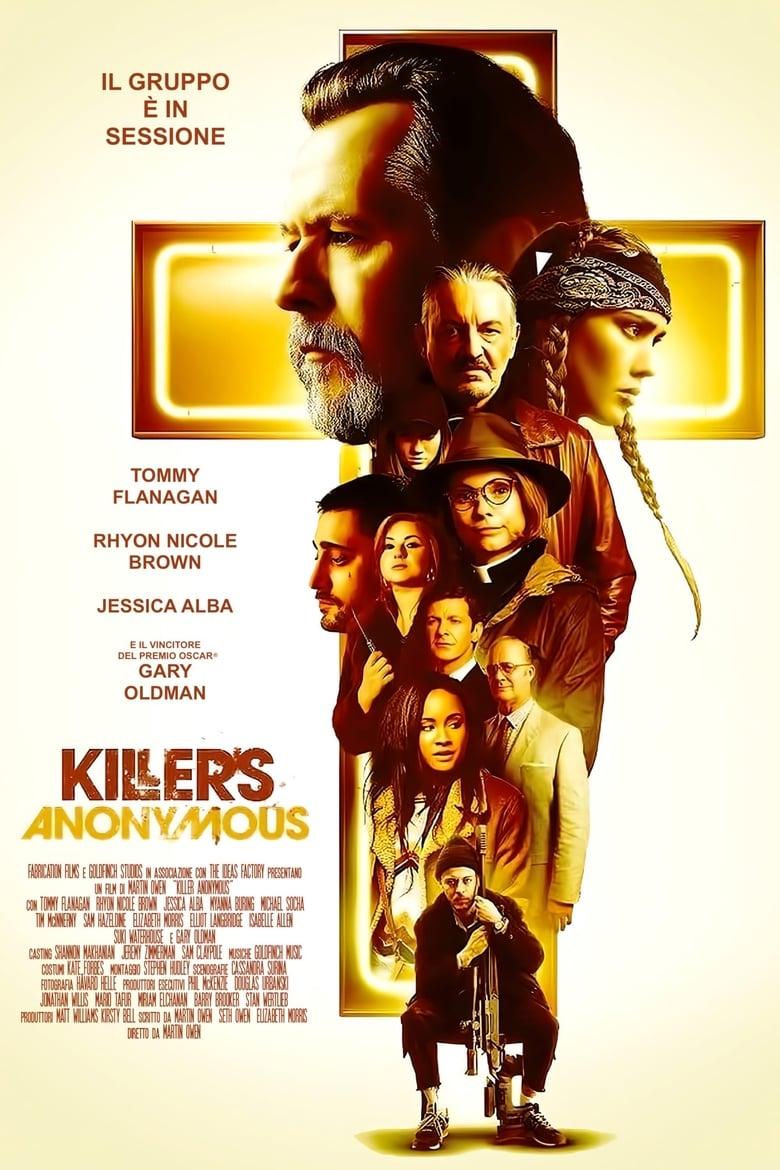 IL GRUPPO
È IN
SESSIONE
TOMMY
FLANAGAN
RHYON NICOLE
BROWN
JESSICA ALBA
E IL VINCITORE
DEL PREMIO OSCAR®
GARY
OLDMAN
KILLERS
ANONYMOUS
FABRICATION FILMS E GOLDFINCH STUDIOS IN ASSOCIAZIONE CON THE IDEAS FACTORY PRESENTANO
UN FILM DI MARTIN OWEN "KILLER ANONYMOUS"
CON TOMMY FLANAGAN RHYON NICOLE BROWN JESSICA ALBA MYANNA BURING MICHAEL SOCHA
TIM McINNERNY SAM HAZELDINE ELIZABETH MORRIS ELLIOT LANGBRIDGE ISABELLE ALLEN
SUKI WATERHOUSE E GARY OLDMAN
CASTING SHANNON MAKHANIAN JEREMY ZIMMERMAN SAM CLAYPOLE MUSICHE GOLDFINCH MUSIC
COSTUMI KATE FORBES MONTAGGIO STEPHEN HUDLEY SCENOGRAFIE CASSANDRA SURINA
FOTOGRAFIA HÅVARD HELLE PRODUTTORI ESECUTIVI PHIL McKENZIE DOUGLAS URBANSKI
JONATHAN WILLIS MARIO TAFUR MIRIAM ELCHANAN BARRY BROOKER STAN WERTLIEB
PRODUTTORI MATT WILLIAMS KIRSTY BELL SCRITTO DA MARTIN OWEN SETH OWEN ELIZABETH MORRIS
DIRETTO DA MARTIN OWEN